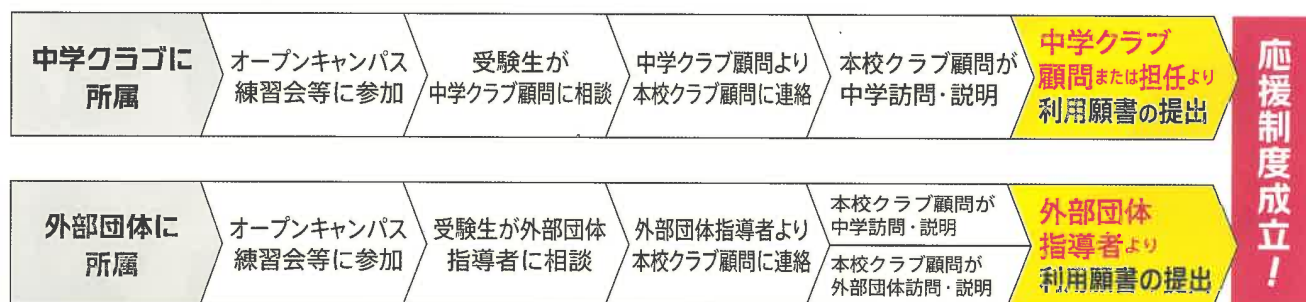 中学クラブに
所属
オープンキャンパス
練習会等に参加
受験生が
中学クラブ顧問に相談
中学クラブ顧問より
本校クラブ顧問に連絡
本校クラブ顧問が
中学訪問・説明
中学クラブ
顧問または担任より
利用願書の提出
外部団体に
所属
オープンキャンパス
練習会等に参加
受験生が外部団体
指導者に相談
外部団体指導者より
本校クラブ顧問に連絡
本校クラブ顧問が
中学訪問・説明
本校クラブ顧問が
外部団体訪問・説明
外部団体
指導者より
利用願書の提出
応援制度成立！